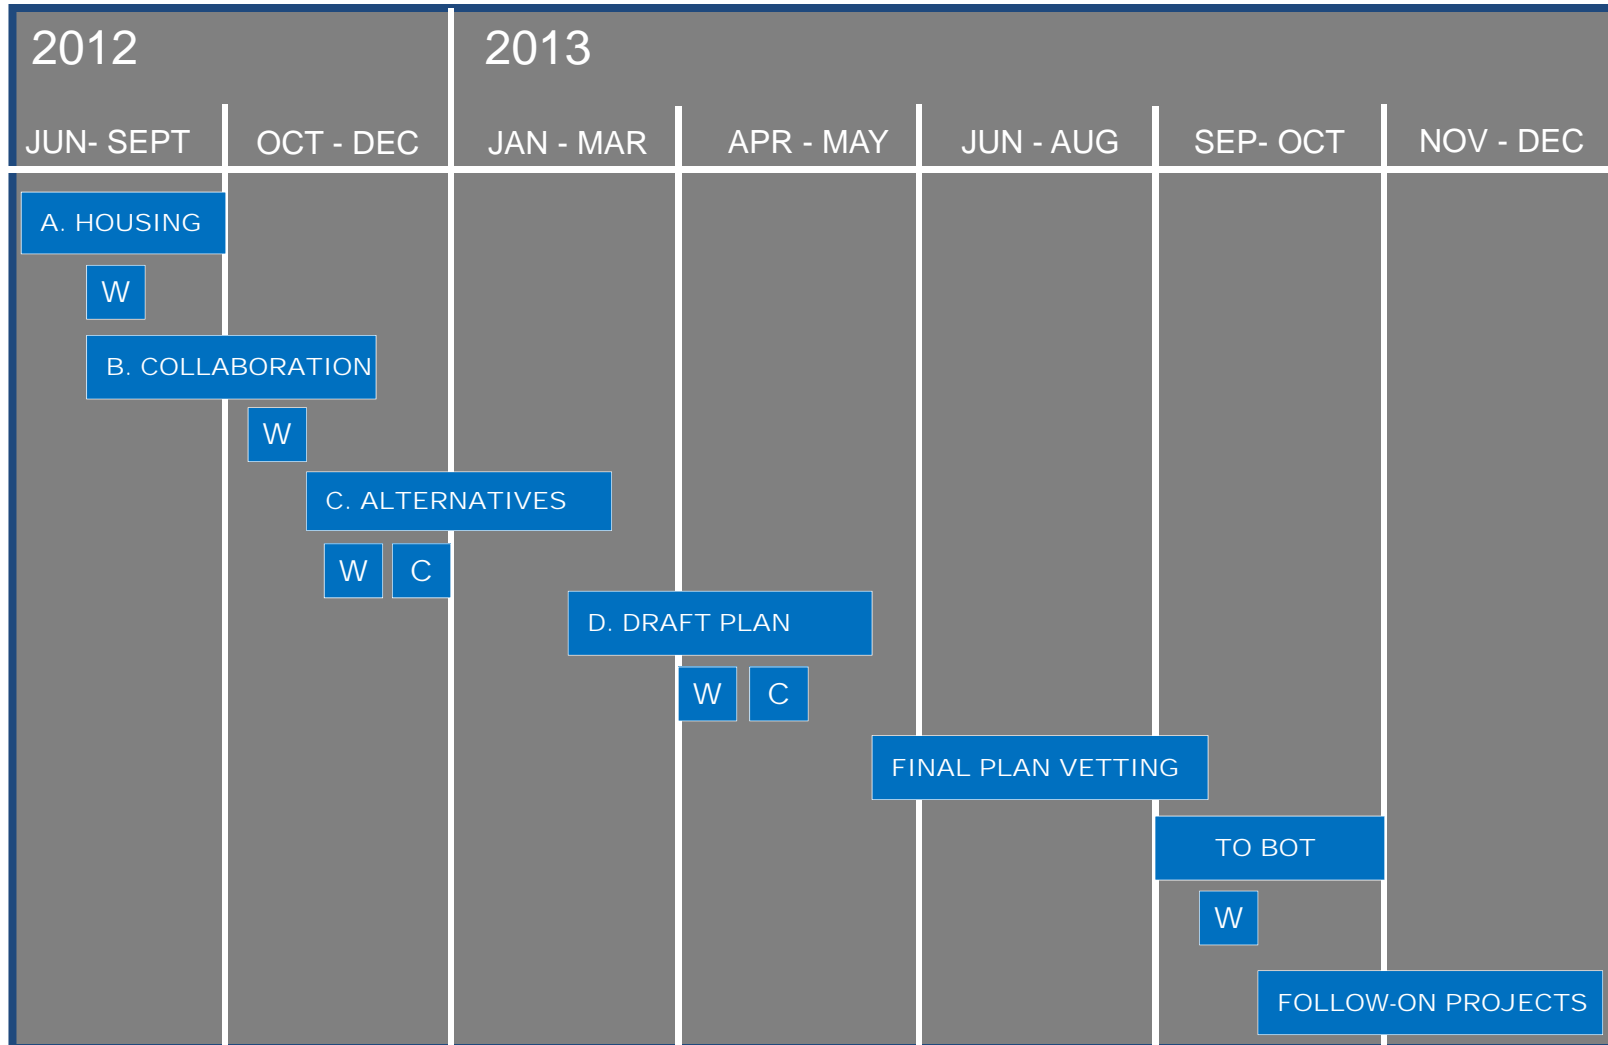 2012
2013
JUN- SEPT
OCT - DEC
JAN - MAR
APR - MAY
JUN - AUG
SEP- OCT
NOV - DEC
A. HOUSING
W
B. COLLABORATION
W
C. ALTERNATIVES
W
C
D. DRAFT PLAN
W
C
FINAL PLAN VETTING
TO BOT
W
FOLLOW-ON PROJECTS